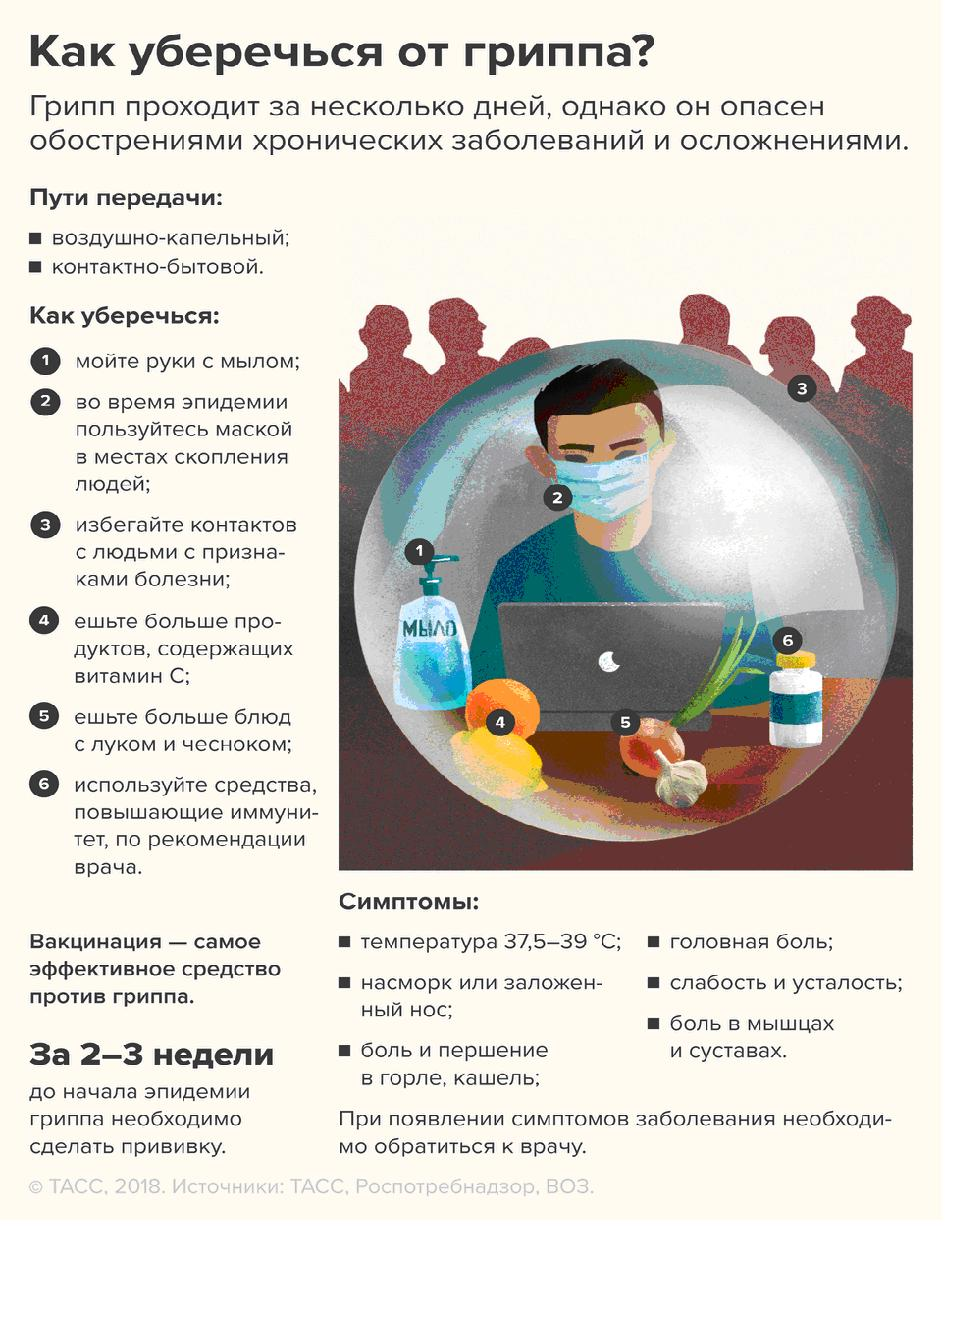 Как уберечься от гриппа?
Грипп проходит за несколько дней, однако он опасен
обострениями хронических заболеваний и осложнениями.
Пути передачи:
■ воздушно-капельный;
■ контактно-бытовой.
Как уберечься:
1 мойте руки с мылом;
2 во время эпидемии
пользуйтесь маской
в местах скопления
людей;
3 избегайте контактов
с людьми с призна-
ками болезни;
4 ешьте больше про-
дуктов, содержащих
витамин С;
5 ешьте больше блюд
с луком и чесноком;
6 используйте средства,
повышающие иммуни-
тет, по рекомендации
врача.
3
2
1
МЫЛО
6
4
5
Вакцинация — самое
эффективное средство
против гриппа.
За 2–3 недели
до начала эпидемии
гриппа необходимо
сделать прививку.
Симптомы:
■ температура 37,5–39 °С;
■ насморк или заложен-
ный нос;
■ боль и першение
в горле, кашель;
■ головная боль;
■ слабость и усталость;
■ боль в мышцах
и суставах.
При появлении симптомов заболевания необходи-
мо обратиться к врачу.
© ТАСС, 2018. Источники: ТАСС, Роспотребнадзор, ВОЗ.